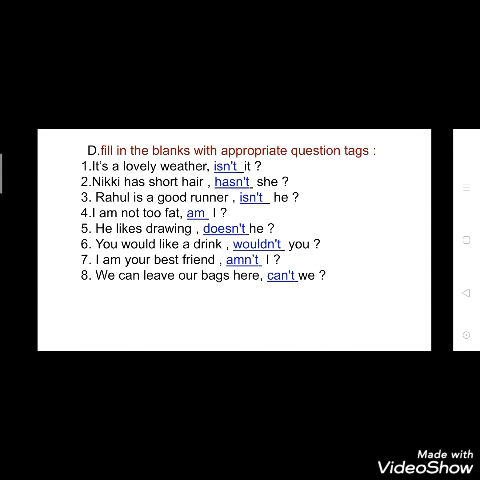 D.fill in the blanks with appropriate question tags :
1.It's a lovely weather, isn't it ?
2.Nikki has short hair , hasn't she ?
3. Rahul is a good runner , isn't he ?
4.I am not too fat, am I ?
5. He likes drawing , doesn't he ?
6. You would like a drink , wouldn't you ?
7. I am your best friend , amn't I ?
8. We can leave our bags here, can't we ?
Made with
VideoShow